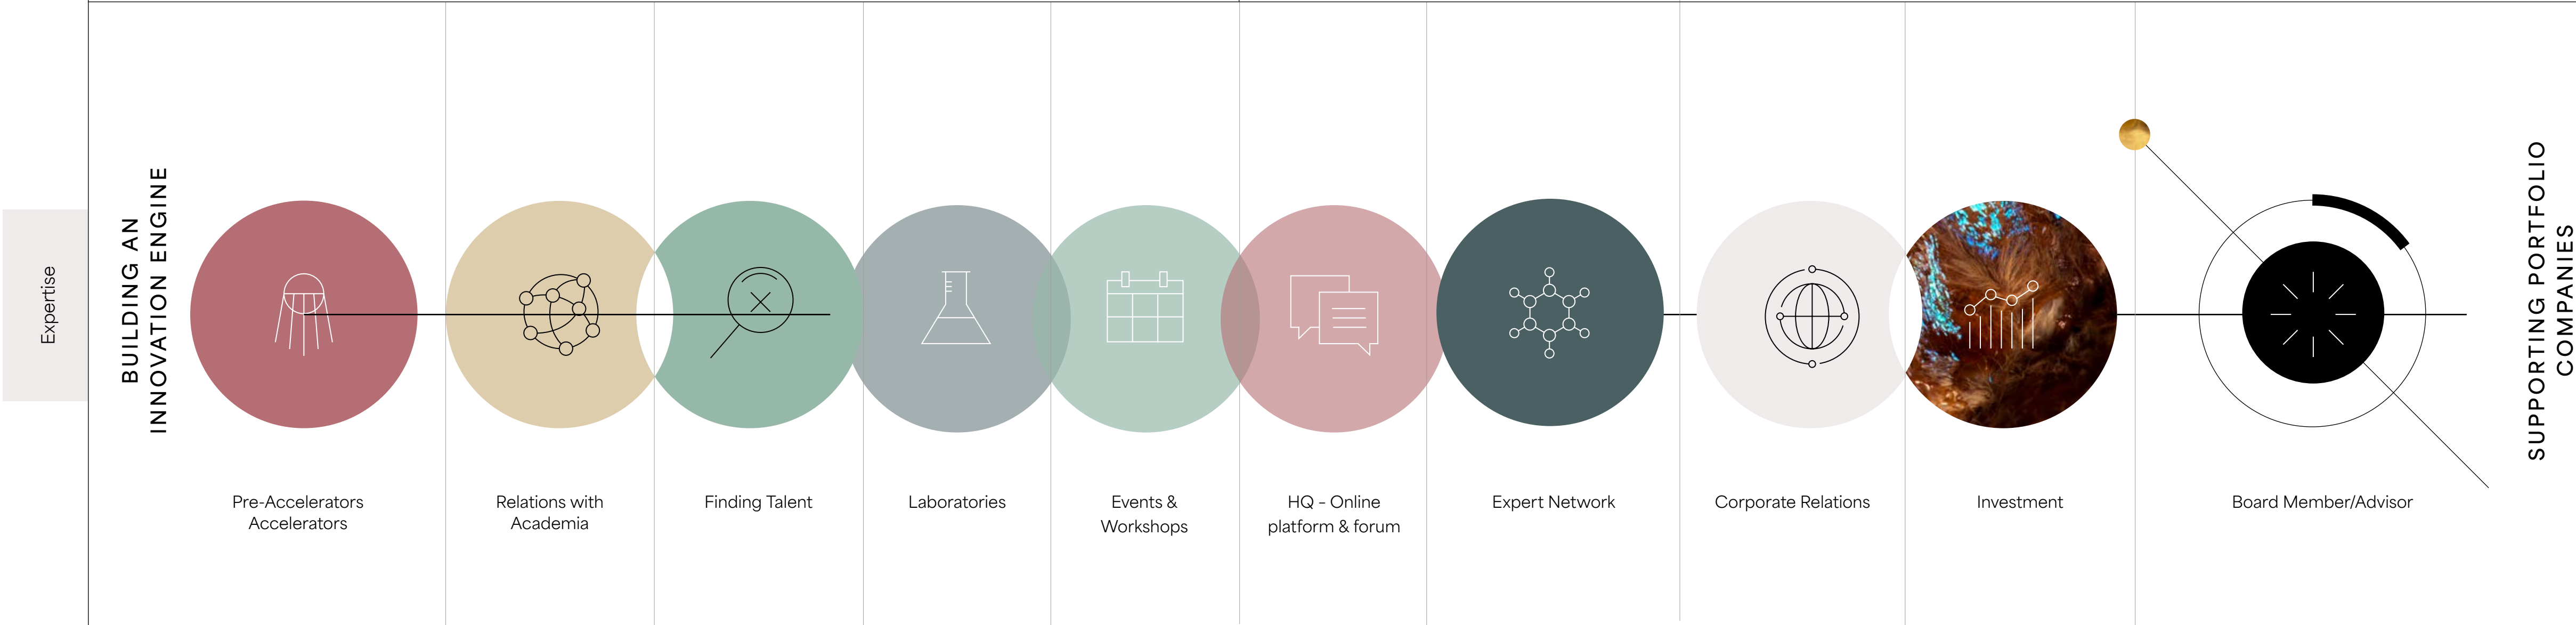 Expertise
BUILDING AN
INNOVATION ENGINE
Pre-Accelerators
Accelerators
Relations with
Academia
Finding Talent
Laboratories
Events &
Workshops
HQ – Online
platform & forum
Expert Network
Corporate Relations
Investment
Board Member/Advisor
SUPPORTING PORTFOLIO
COMPANIES